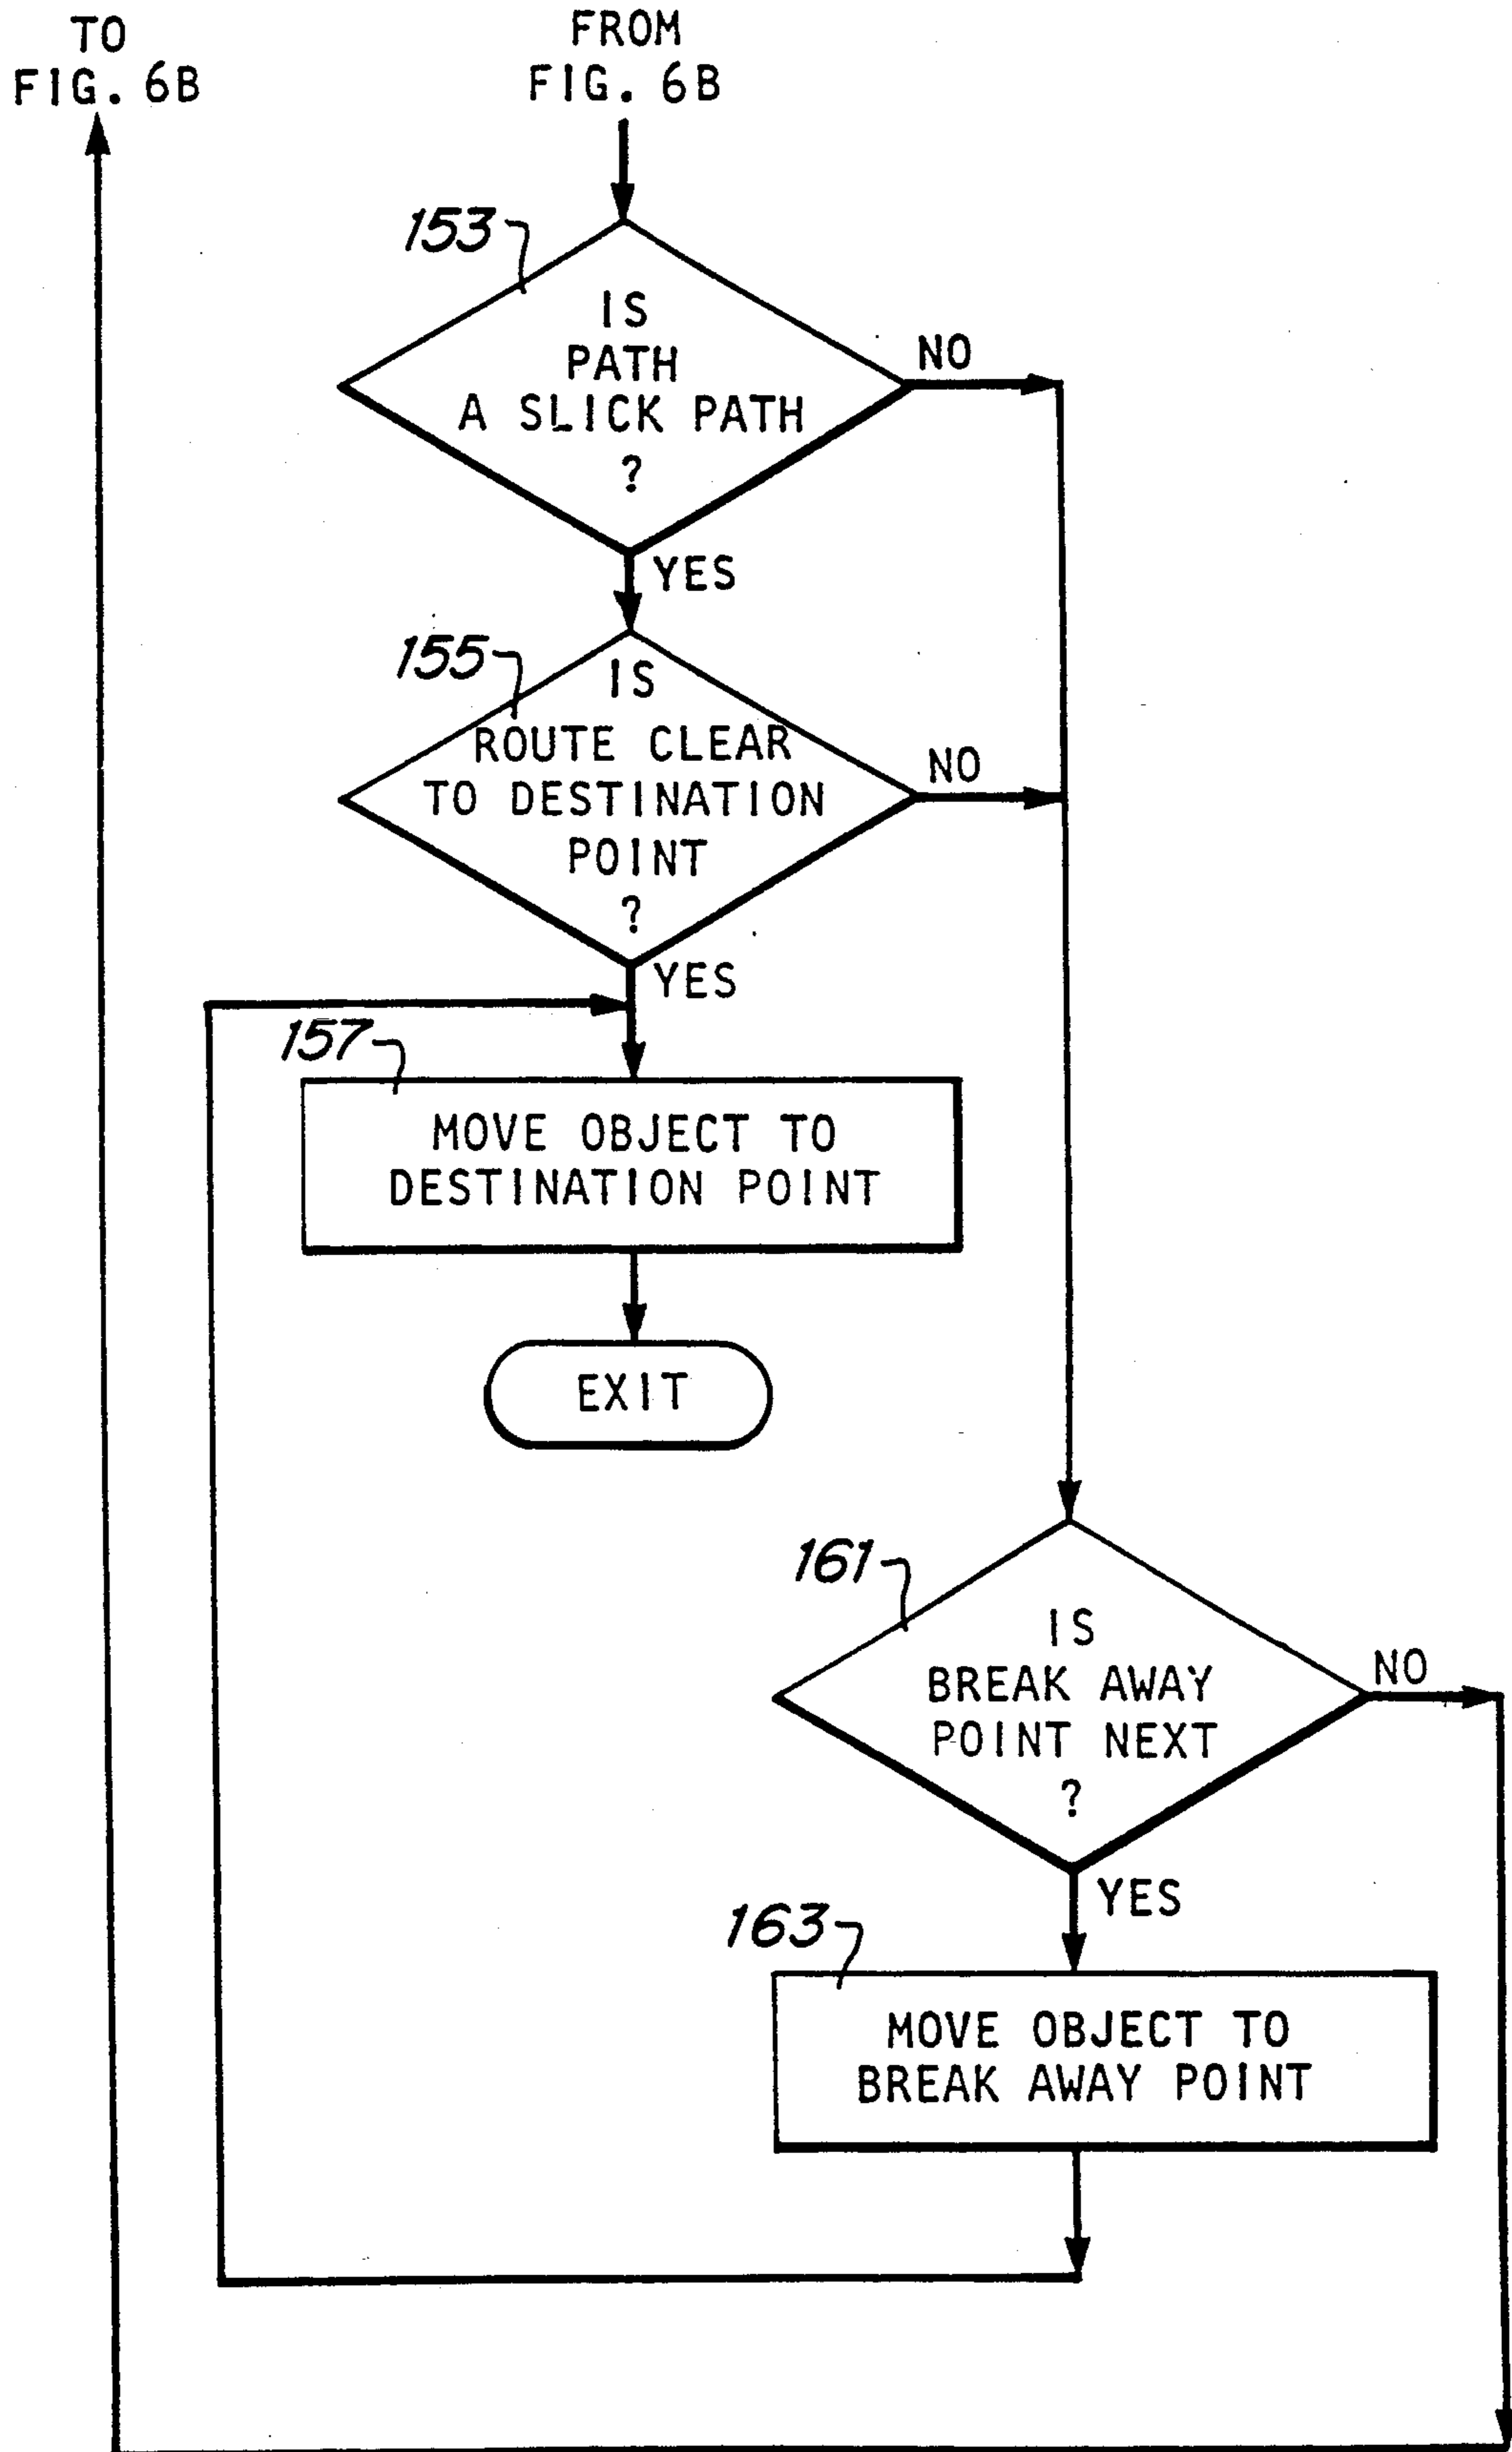 TO
FIG. 6B
FROM
FIG. 6B
153
IS
PATH
A SLICK PATH
?
NO
YES
155
IS
ROUTE CLEAR
TO DESTINATION
POINT
?
NO
YES
157
MOVE OBJECT TO
DESTINATION POINT
EXIT
161
IS
BREAK AWAY
POINT NEXT
?
NO
YES
163
MOVE OBJECT TO
BREAK AWAY POINT